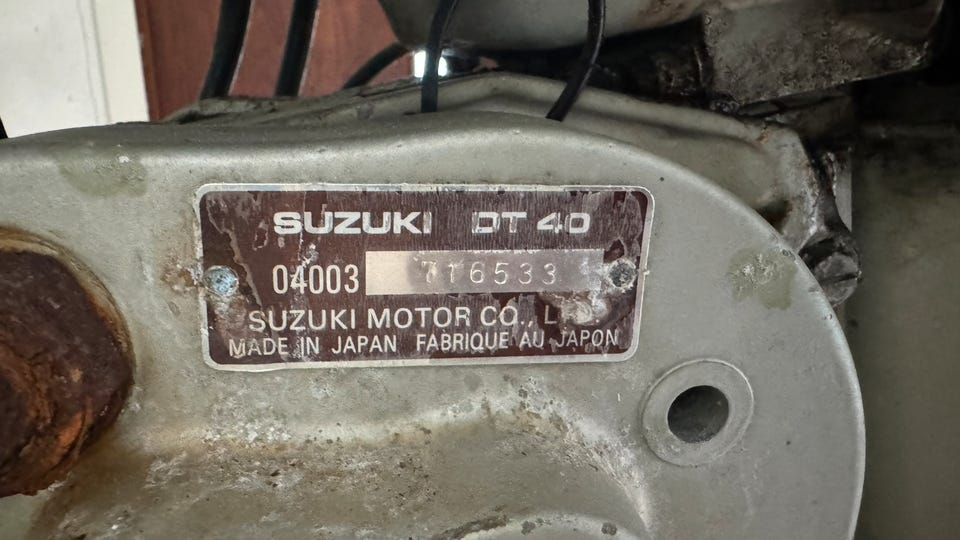 SUZUKI DT 40
04003 716533
SUZUKI MOTOR CO., L
MADE IN JAPAN FABRIQUE AU JAPON